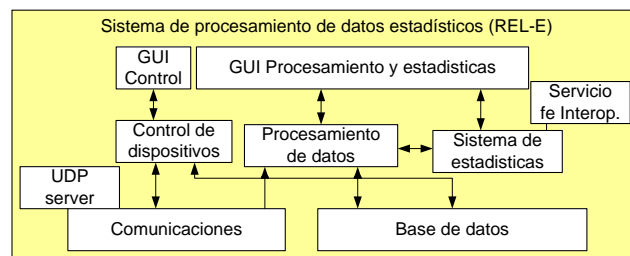 Sistema de procesamiento de datos estadísticos (REL-E)
GUI
Control
GUI Procesamiento y estadisticas
Servicio
fe Interop.
Control de
dispositivos
Procesamiento
de datos
Sistema de
estadisticas
UDP
server
Comunicaciones
Base de datos